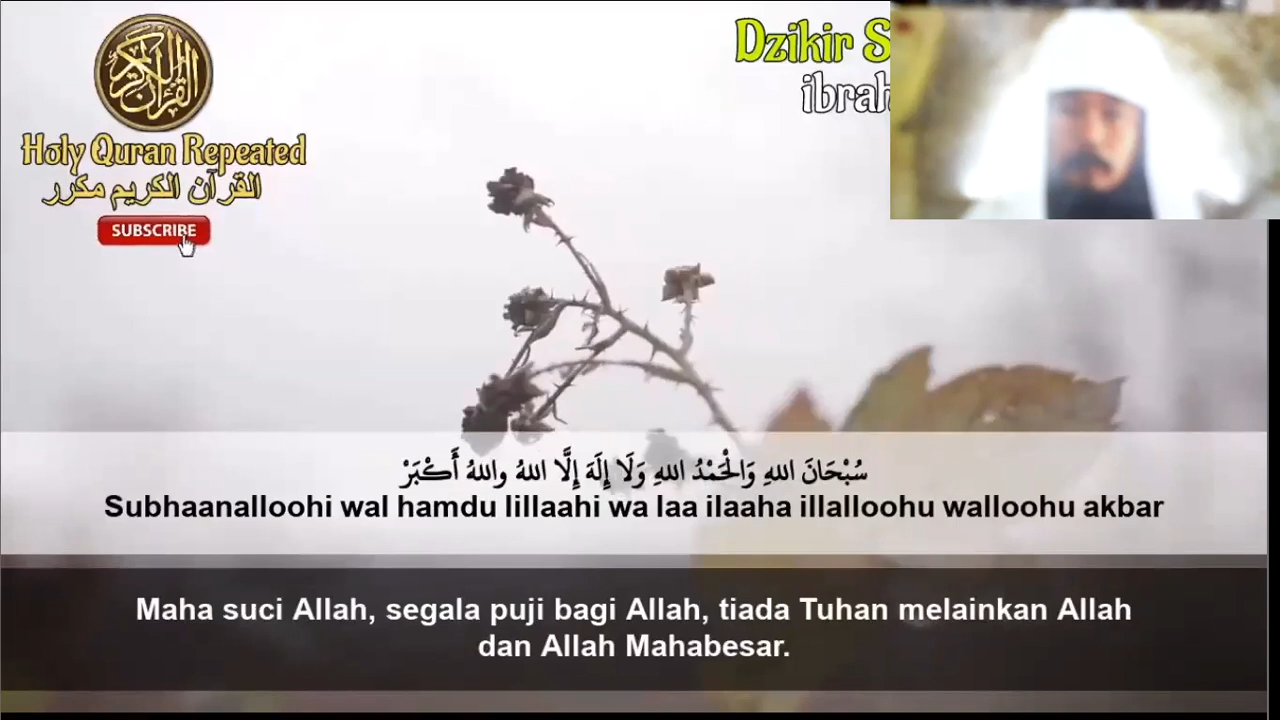 Dzikir
ibrah
Holy Quran Repeated
القرآن الكريم مكرر
SUBSCRIBE
سُبْحَانَ اللهِ وَالْحَمْدُ اللهِ وَلَا إِلَهَ إِلَّا اللهُ واللهُ أَكْبَرْ
Subhaanalloohi wal hamdu lillaahi wa laa ilaaha illalloohu walloohu akbar
Maha suci Allah, segala puji bagi Allah, tiada Tuhan melainkan Allah
dan Allah Mahabesar.